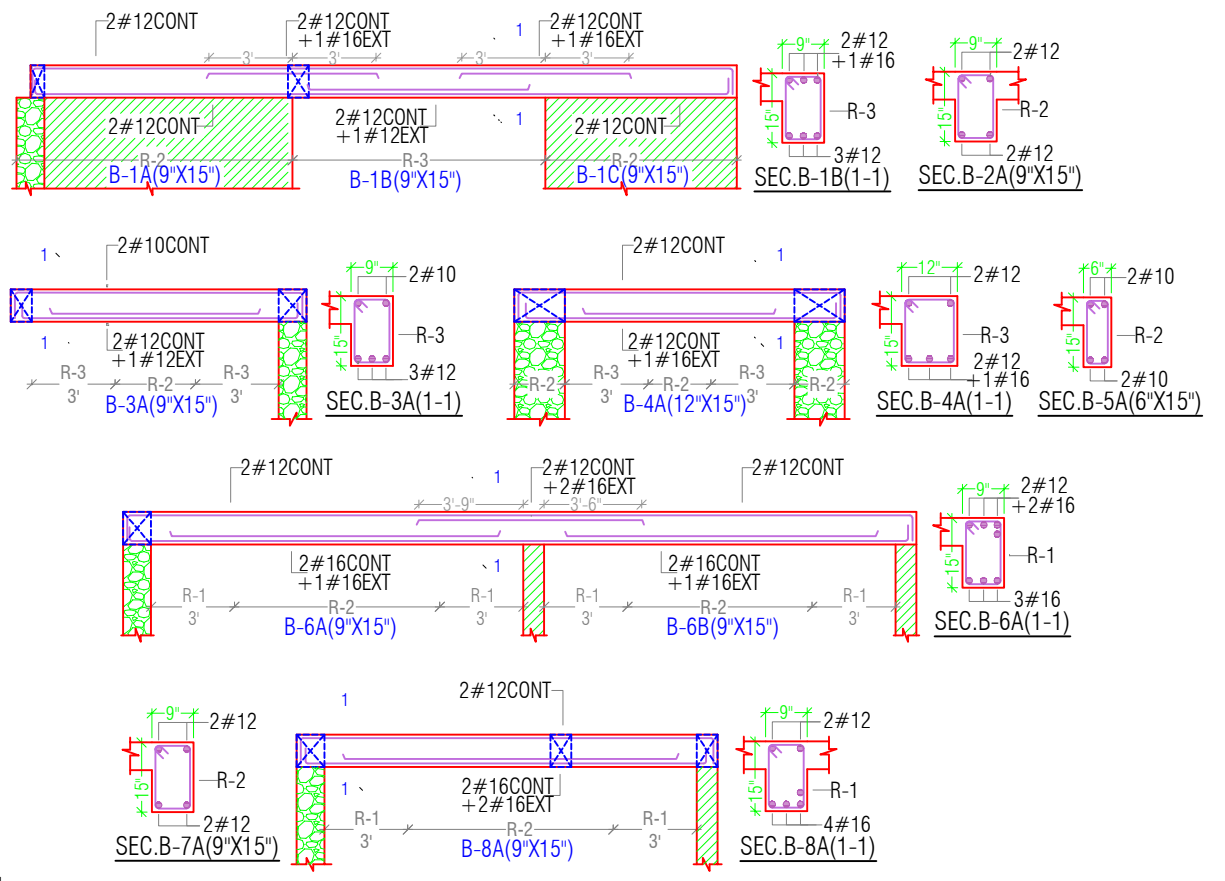 2#12CONT
2#12CONT
+1#16EXT
1
2#12CONT
+1#16EXT
3'
3'
3'
3'
2#12CONT
2#12CONT
+1#12EXT
1
2#12CONT
R-2
R-3
R-2
B-1A(9"X15")
B-1B(9"X15")
B-1C(9"X15")
9"
2#12
+1#16
15"
R-3
3#12
SEC.B-1B(1-1)
9"
2#12
15"
R-2
2#12
SEC.B-2A(9"X15")
1
2#10CONT
1
2#12CONT
+1#12EXT
R-3
R-2
R-3
3'
3'
B-3A(9"X15")
9"
2#10
15"
R-3
3#12
SEC.B-3A(1-1)
2#12CONT
1
2#12CONT
+1#16EXT
1
R-2
R-3
R-2
R-3
R-2
3'
3'
B-4A(12"X15")
12"
2#12
15"
R-3
2#12
+1#16
SEC.B-4A(1-1)
6"
2#10
15"
R-2
2#10
SEC.B-5A(6"X15")
2#12CONT
1
2#12CONT
+2#16EXT
2#12CONT
3'-9"
3'-6"
2#16CONT
+1#16EXT
1
2#16CONT
+1#16EXT
R-1
R-2
R-1
R-1
R-2
R-1
3'
3'
3'
3'
B-6A(9"X15")
B-6B(9"X15")
9"
2#12
+2#16
15"
R-1
3#16
SEC.B-6A(1-1)
9"
2#12
15"
R-2
2#12
SEC.B-7A(9"X15")
1
2#12CONT
1
2#16CONT
+2#16EXT
R-1
R-2
R-1
3'
3'
B-8A(9"X15")
9"
2#12
15"
R-1
4#16
SEC.B-8A(1-1)